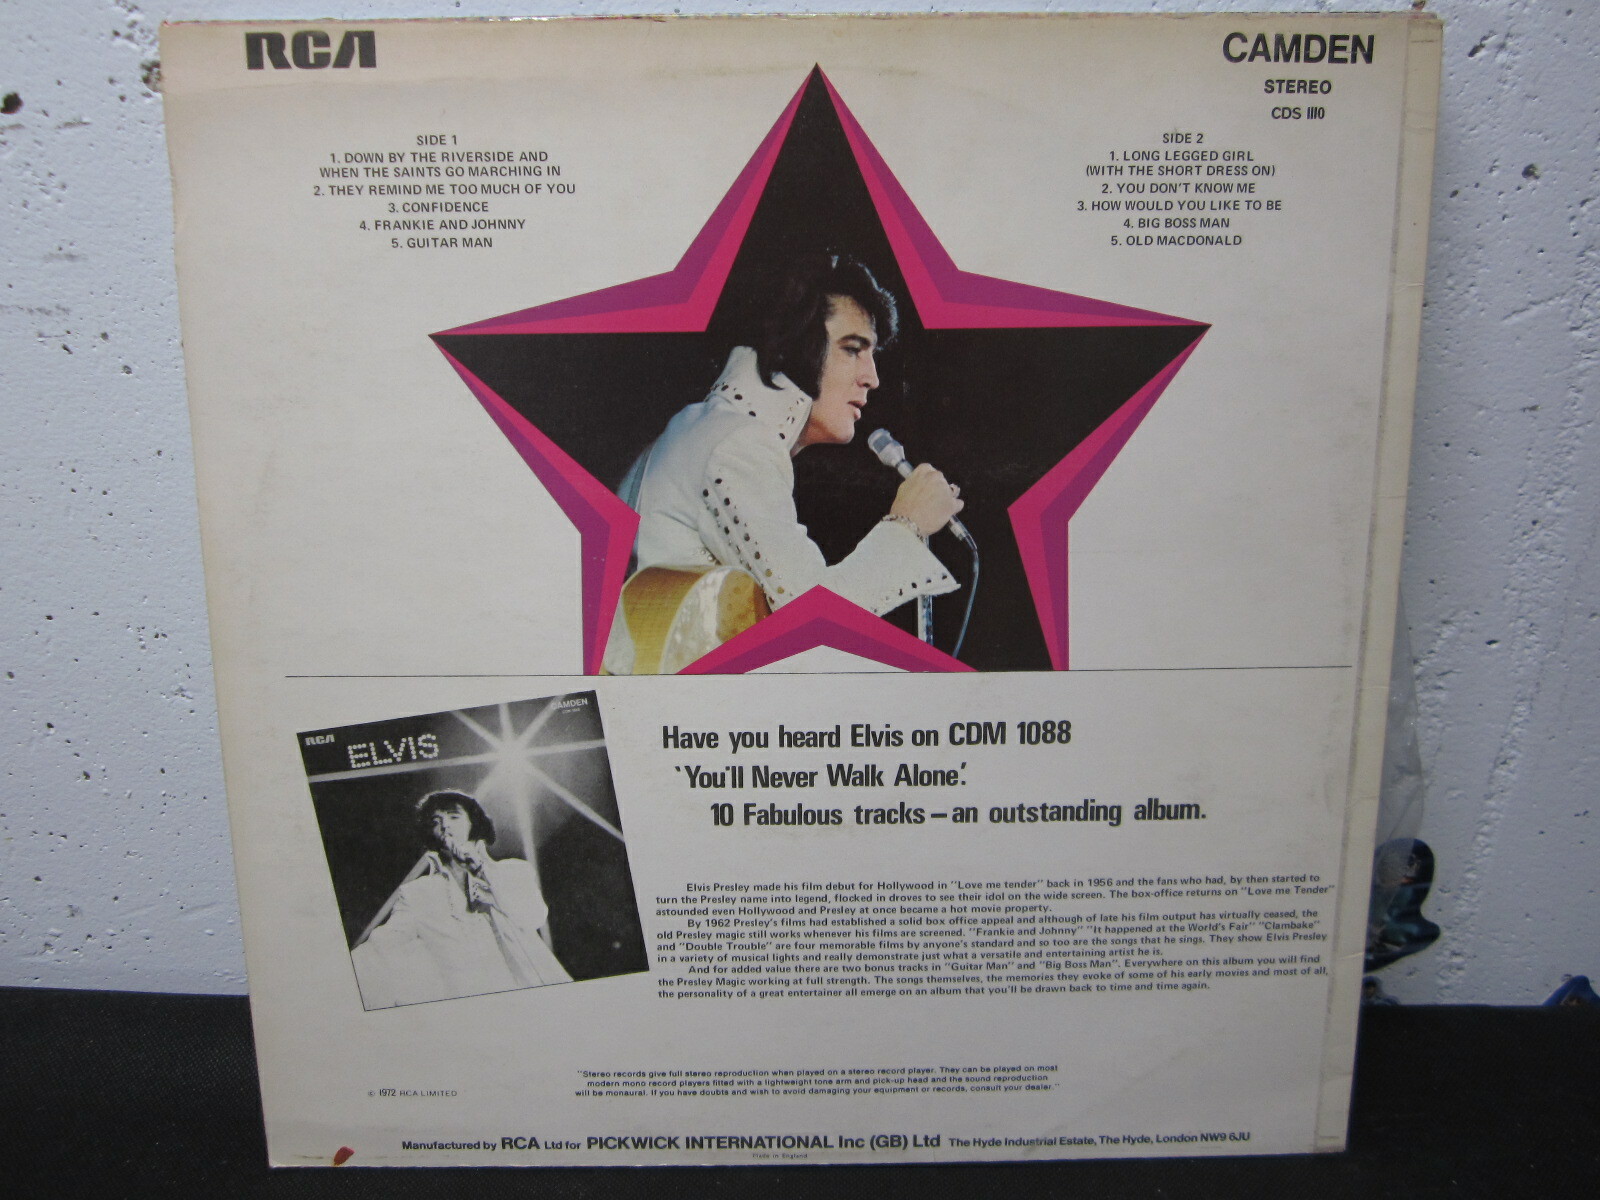 RCA
CAMDEN
STEREO
CDS 1110
SIDE 1
1. DOWN BY THE RIVERSIDE AND
WHEN THE SAINTS GO MARCHING IN
2. THEY REMIND ME TOO MUCH OF YOU
3. CONFIDENCE
4. FRANKIE AND JOHNNY
5. GUITAR MAN
SIDE 2
1. LONG LEGGED GIRL
(WITH THE SHORT DRESS ON)
2. YOU DON'T KNOW ME
3. HOW WOULD YOU LIKE TO BE
4. BIG BOSS MAN
5. OLD MACDONALD
CAMDEN
RCA
ELVIS
Have you heard Elvis on CDM 1088
'You'll Never Walk Alone'.
10 Fabulous tracks – an outstanding album.
Elvis Presley made his film debut for Hollywood in "Love me tender" back in 1956 and the fans who had, by then started to
turn the Presley name into legend, flocked in droves to see their idol on the wide screen. The box-office returns on "Love me Tender"
astounded even Hollywood and Presley at once became a hot movie property.
By 1962 Presley's films had established a solid box office appeal and although of late his film output has virtually ceased, the
old Presley magic still works whenever his films are screened. "Frankie and Johnny" "It happened at the World's Fair" "Clambake"
and "Double Trouble" are four memorable films by anyone's standard and so too are the songs that he sings. They show Elvis Presley
in a variety of musical lights and really demonstrate just what a versatile and entertaining artist he is.
And for added value there are two bonus tracks in "Guitar Man" and "Big Boss Man". Everywhere on this album you will find
the Presley Magic working at full strength. The songs themselves, the memories they evoke of some of his early movies and most of all,
the personality of a great entertainer all emerge on an album that you'll be drawn back to time and time again.
"Stereo records give full stereo reproduction when played on a stereo record player. They can be played on most
modern mono record players fitted with a lightweight tone arm and pick-up head and the sound reproduction
will be monaural. If you have doubts and wish to avoid damaging your equipment or records, consult your dealer."
© 1972 RCA LIMITED
Manufactured by RCA Ltd for PICKWICK INTERNATIONAL Inc (GB) Ltd The Hyde Industrial Estate, The Hyde, London NW9 6JU
Made in England